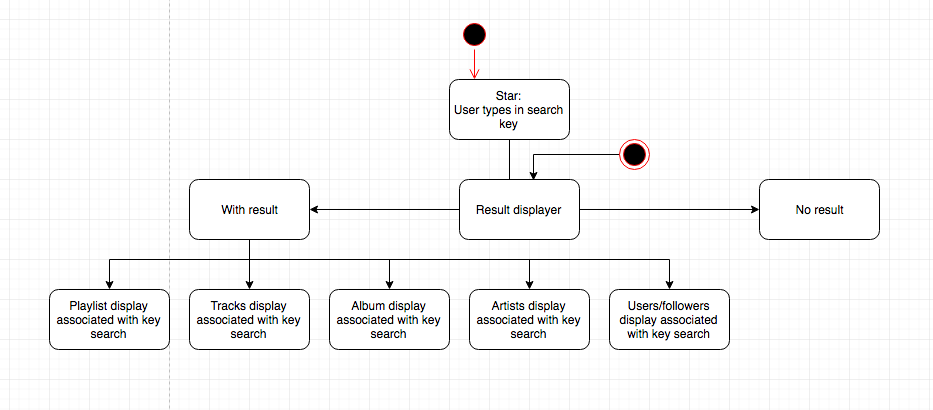 Star:
User types in search
key
With result
Result displayer
No result
Playlist display
associated with key
search
Tracks display
associated with key
search
Album display
associated with key
search
Artists display
associated with key
search
Users/followers
display associated
with key search